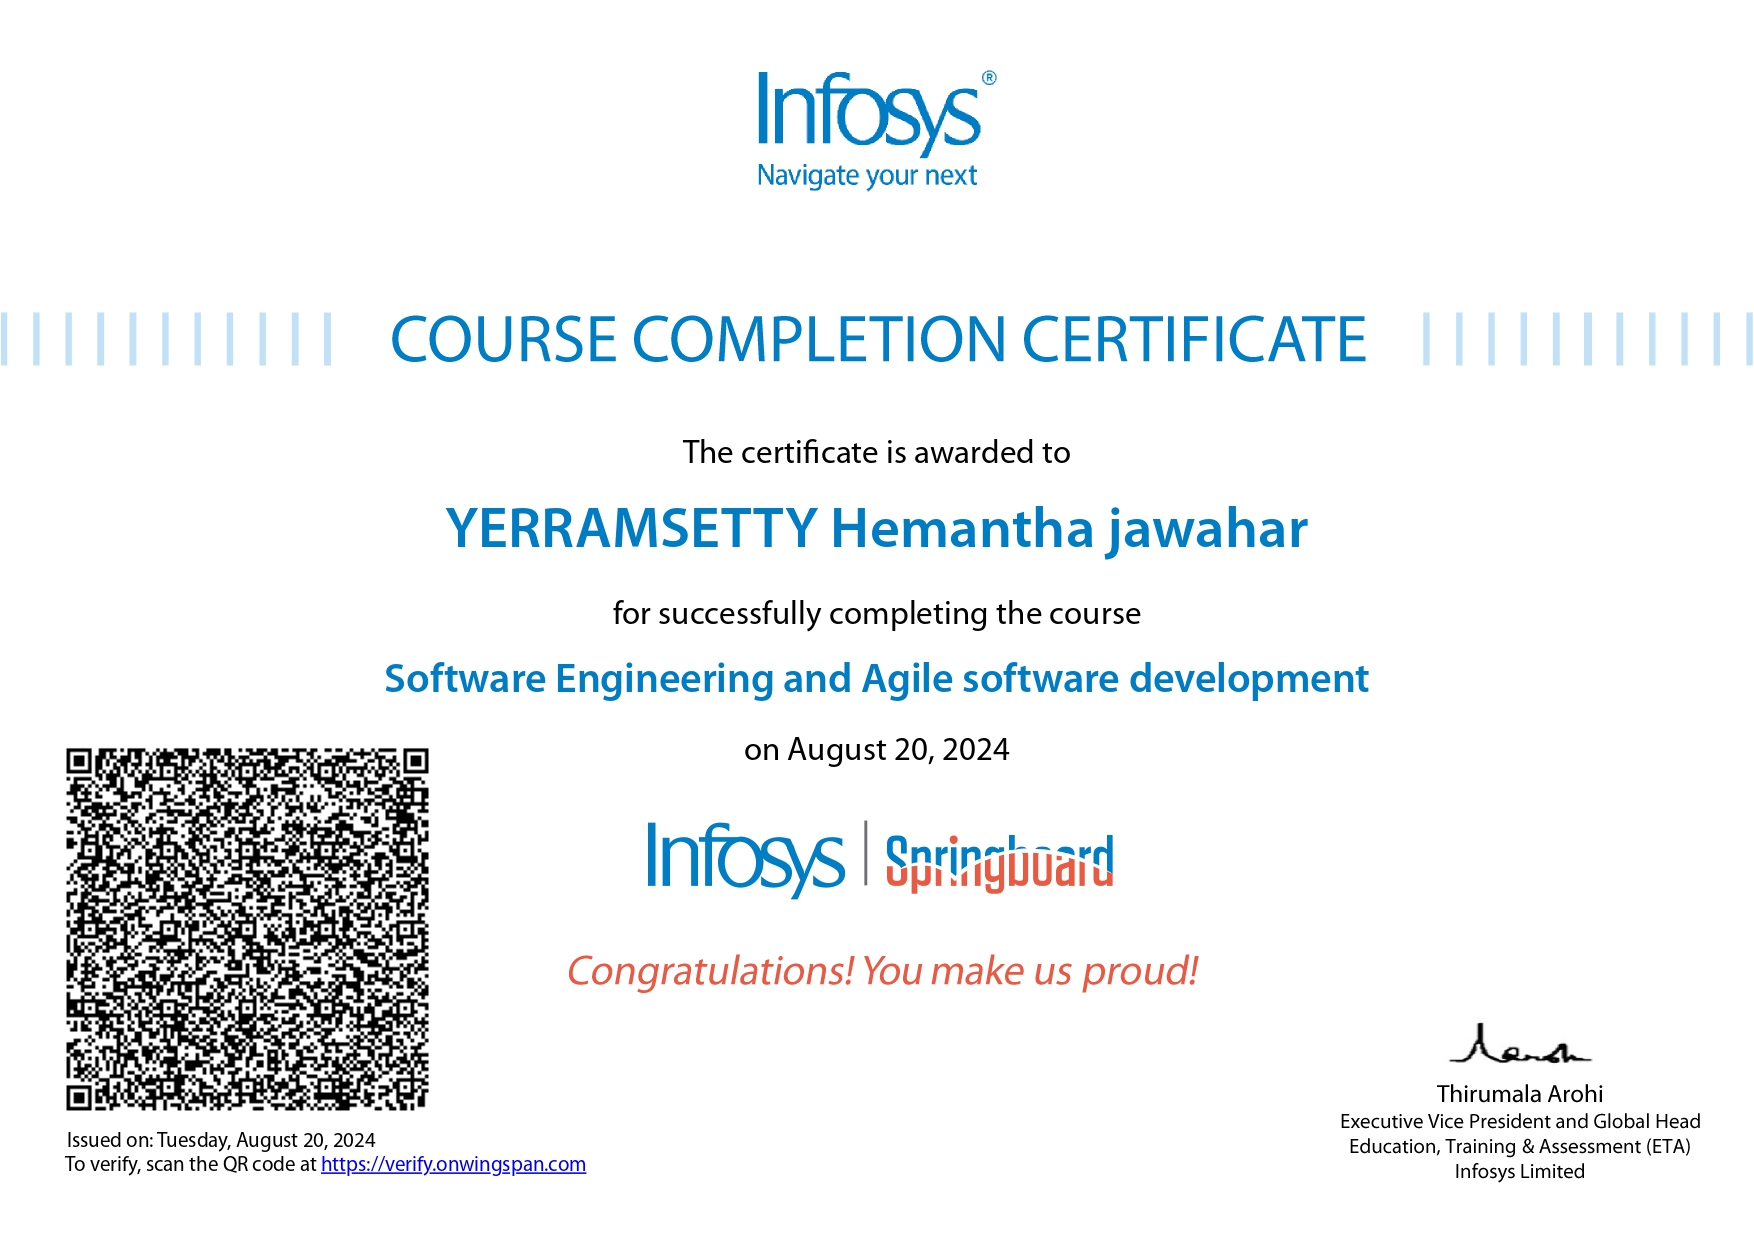 Infosys®
Navigate your next
COURSE COMPLETION CERTIFICATE
The certificate is awarded to
YERRAMSETTY Hemantha jawahar
for successfully completing the course
Software Engineering and Agile software development
on August 20, 2024
Infosys | Springboard
Congratulations! You make us proud!
Issued on: Tuesday, August 20, 2024
To verify, scan the QR code at https://verify.onwingspan.com
Thirumala Arohi
Executive Vice President and Global Head
Education, Training & Assessment (ETA)
Infosys Limited